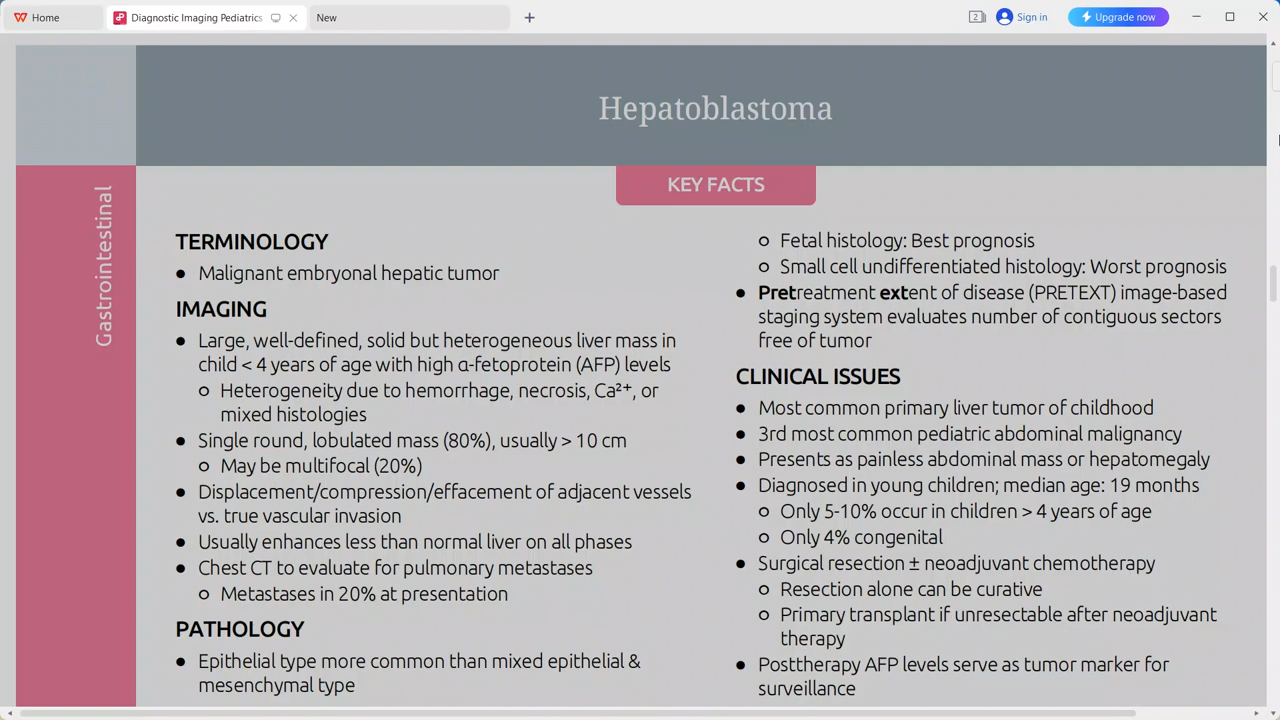 Home
Diagnostic Imaging Pediatrics
New
2
Sign in
Upgrade now
Hepatoblastoma
Gastrointestinal
KEY FACTS
TERMINOLOGY
● Malignant embryonal hepatic tumor
IMAGING
● Large, well-defined, solid but heterogeneous liver mass in
child < 4 years of age with high α-fetoprotein (AFP) levels
○ Heterogeneity due to hemorrhage, necrosis, Ca²⁺, or
mixed histologies
● Single round, lobulated mass (80%), usually > 10 cm
○ May be multifocal (20%)
● Displacement/compression/effacement of adjacent vessels
vs. true vascular invasion
● Usually enhances less than normal liver on all phases
● Chest CT to evaluate for pulmonary metastases
○ Metastases in 20% at presentation
PATHOLOGY
● Epithelial type more common than mixed epithelial &
mesenchymal type
○ Fetal histology: Best prognosis
○ Small cell undifferentiated histology: Worst prognosis
● Pretreatment extent of disease (PRETEXT) image-based
staging system evaluates number of contiguous sectors
free of tumor
CLINICAL ISSUES
● Most common primary liver tumor of childhood
● 3rd most common pediatric abdominal malignancy
● Presents as painless abdominal mass or hepatomegaly
● Diagnosed in young children; median age: 19 months
○ Only 5-10% occur in children > 4 years of age
○ Only 4% congenital
● Surgical resection ± neoadjuvant chemotherapy
○ Resection alone can be curative
○ Primary transplant if unresectable after neoadjuvant
therapy
● Posttherapy AFP levels serve as tumor marker for
surveillance